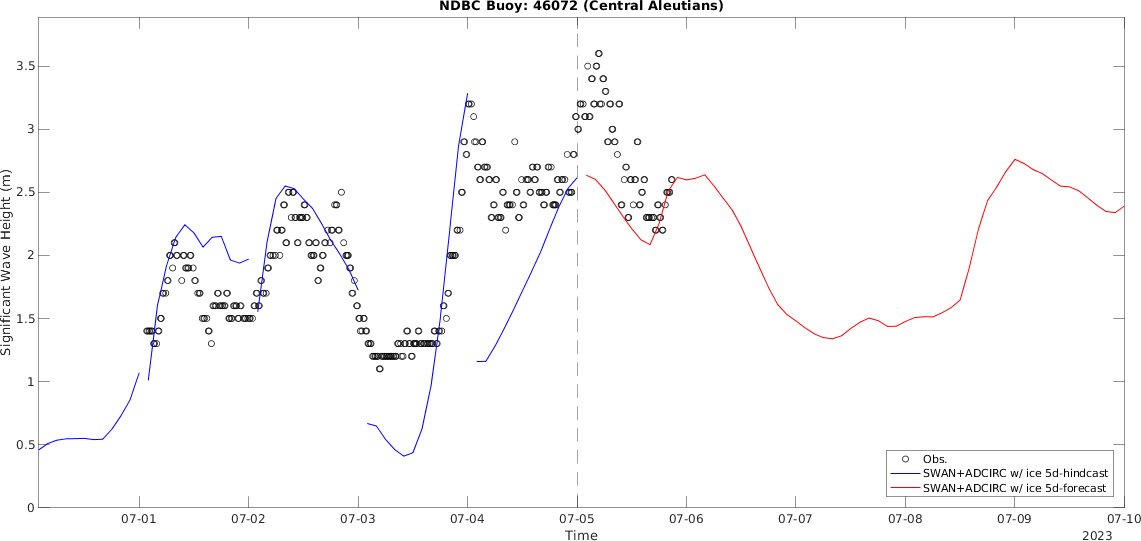 NDBC Buoy: 46072 (Central Aleutians)
Significant Wave Height (m)
3.5
3
2.5
2
1.5
1
0.5
0
Obs.
SWAN+ADCIRC w/ ice 5d-hindcast
SWAN+ADCIRC w/ ice 5d-forecast
07-01 07-02 07-03 07-04 07-05 07-06 07-07 07-08 07-09 07-10
Time
2023